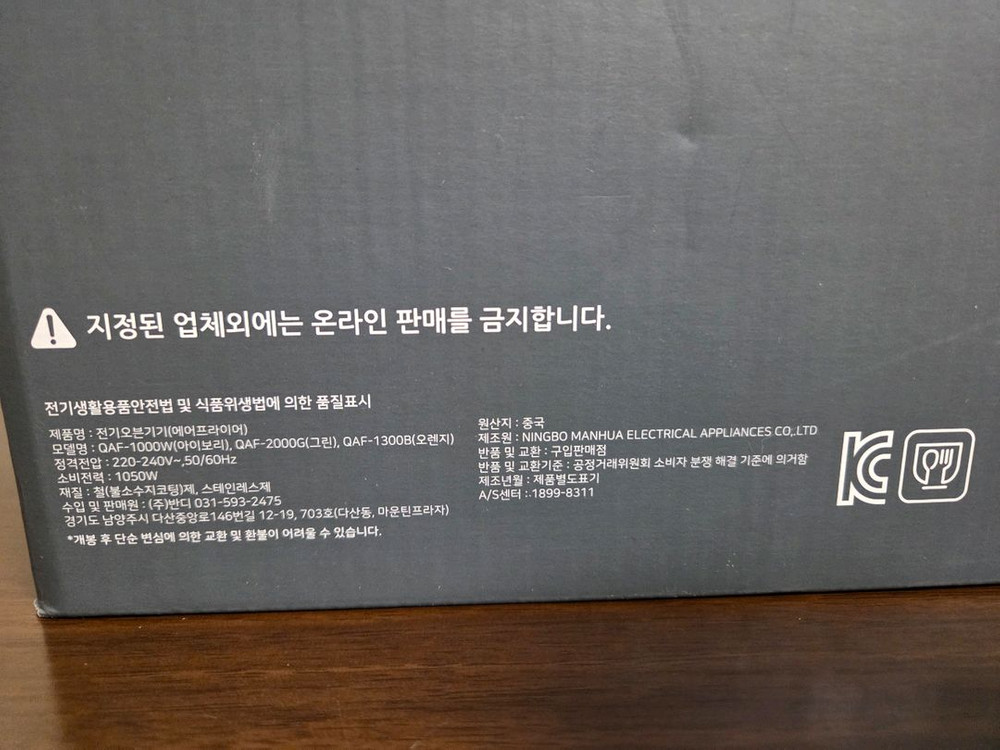 지정된 업체외에는 온라인 판매를 금지합니다.
전기생활용품안전법 및 식품위생법에 의한 품질표시
제품명 : 전기오븐기기(에어프라이머)
모델명 : QAF-1000W(아이보리), QAF-2000G(그린), QAF-1300B(오렌지)
정격전압 : 220-240V~,50/60Hz
소비전력 : 1050W
재질 : 철(불소수지코팅)제, 스테인레스제
수입 및 판매원 : (주)반디 031-593-2475
경기도 남양주시 다산중앙로146번길 12-19, 703호(다산동, 마운틴프라자)
*개봉 후 단순 변심에 의한 교환 및 환불이 어려울 수 있습니다.
원산지 : 중국
제조원 : NINGBO MANHUA ELECTRICAL APPLIANCES CO,.LTD
반품 및 교환 : 구입판매점
반품 및 교환기준 : 공정거래위원회 소비자 분쟁 해결 기준에 의거함
제조년월 : 제품별도표기
A/S센터 :.1899-8311
KC